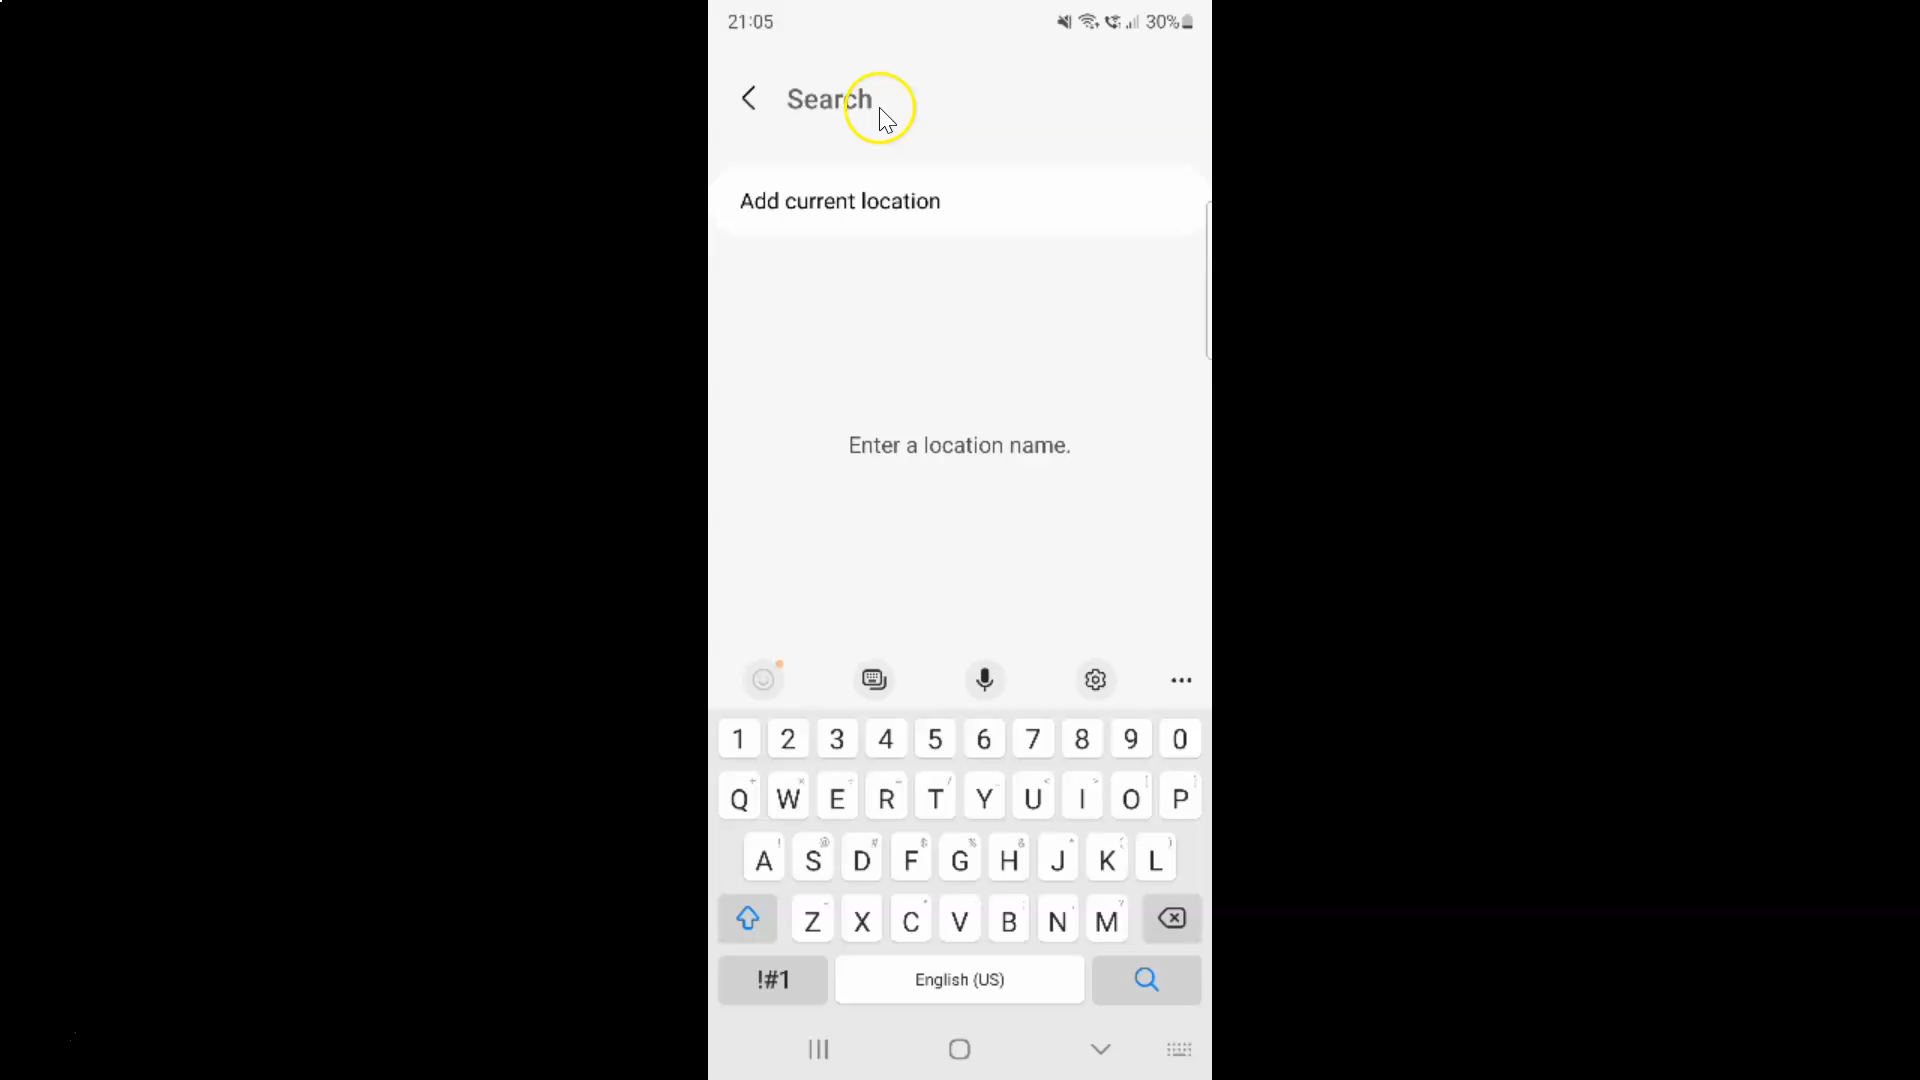 21:05 30%
Search
Add current location
Enter a location name.
1 2 3 4 5 6 7 8 9 0
Q W E R T Y U I O P
A S D F G H J K L
Z X C V B N M
!#1 English (US)